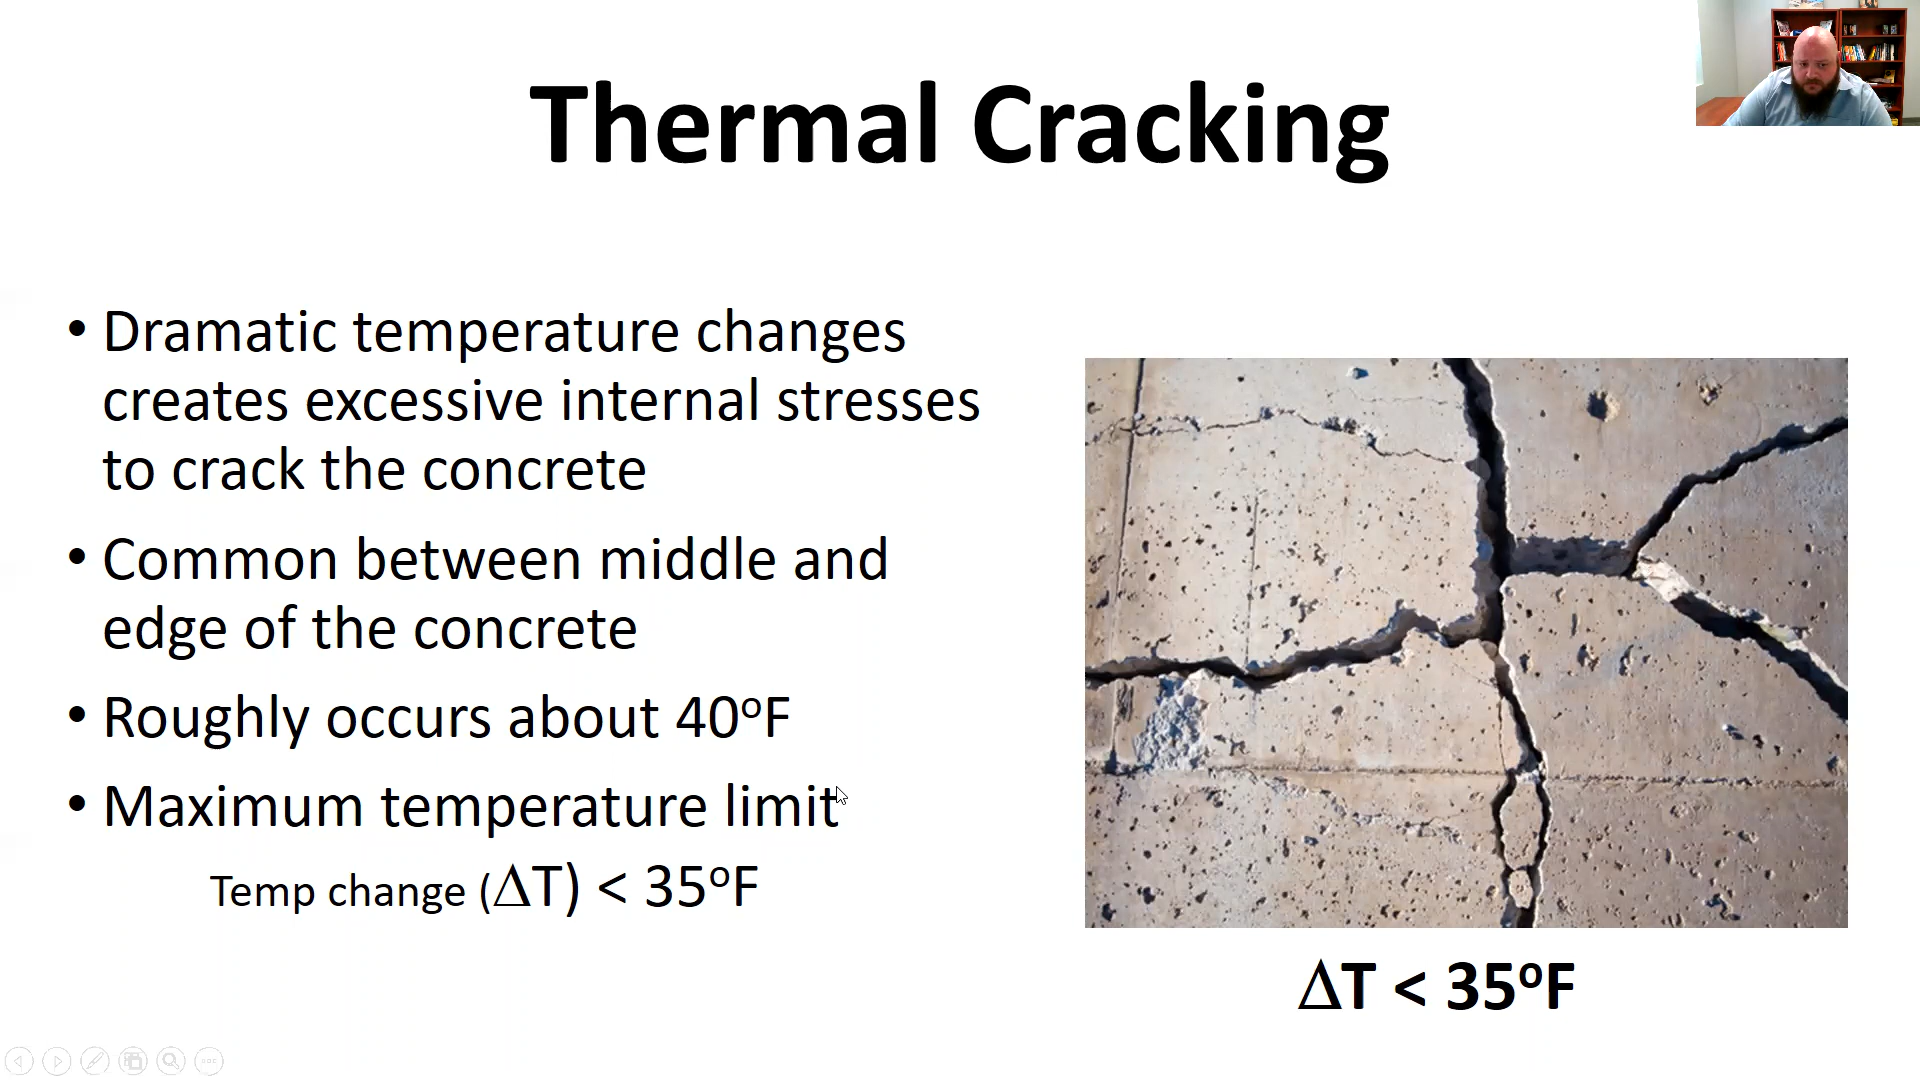 Thermal Cracking
• Dramatic temperature changes
creates excessive internal stresses
to crack the concrete
• Common between middle and
edge of the concrete
• Roughly occurs about 40ºF
• Maximum temperature limit
Temp change (ΔT) < 35ºF
ΔT < 35ºF